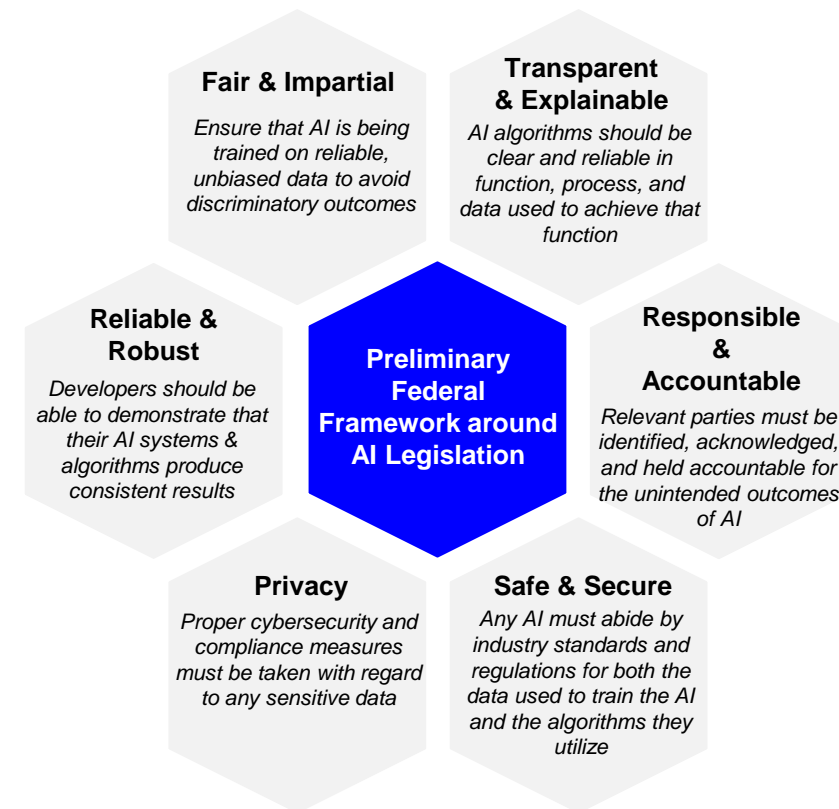 Fair & Impartial
Ensure that AI is being
trained on reliable,
unbiased data to avoid
discriminatory outcomes
Transparent
& Explainable
AI algorithms should be
clear and reliable in
function, process, and
data used to achieve that
function
Reliable &
Robust
Developers should be
able to demonstrate that
their AI systems &
algorithms produce
consistent results
Preliminary
Federal
Framework around
AI Legislation
Responsible
&
Accountable
Relevant parties must be
identified, acknowledged,
and held accountable for
the unintended outcomes
of AI
Privacy
Proper cybersecurity and
compliance measures
must be taken with regard
to any sensitive data
Safe & Secure
Any AI must abide by
industry standards and
regulations for both the
data used to train the AI
and the algorithms they
utilize